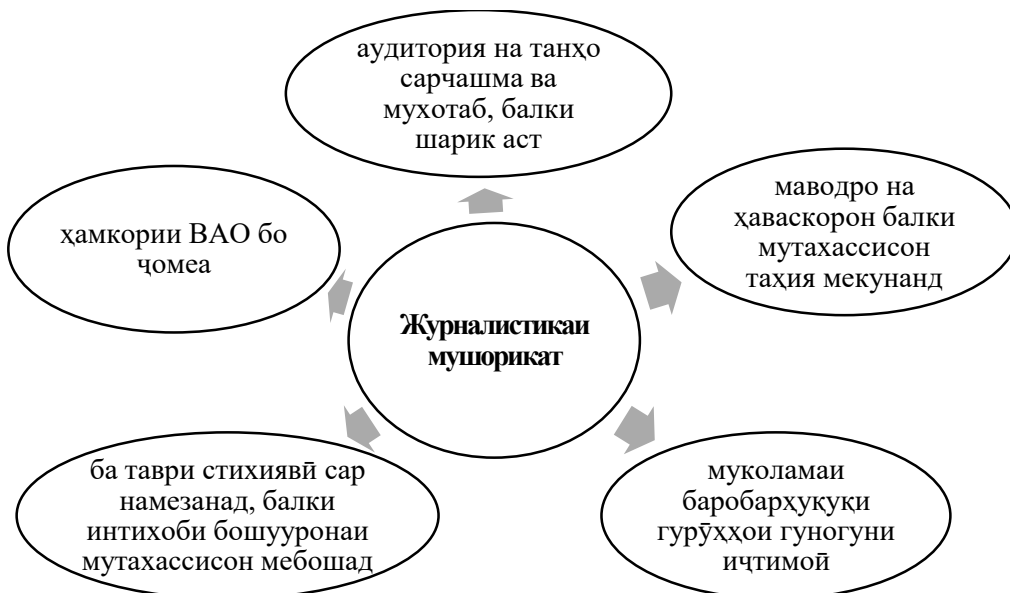 аудитория на танҳо
сарчашма ва
мухотаб, балки
шарик аст
ҳамкории ВАО бо
ҷомеа
маводро на
ҳаваскорон балки
мутахассисон
таҳия мекунанд
Журналистикаи
мушорикат
ба таври стихиявӣ сар
намезанад, балки
интихоби бошууронаи
мутахассисон мебошад
муколамаи
баробарҳуқуқи
гурӯҳҳои гуногуни
иҷтимоӣ